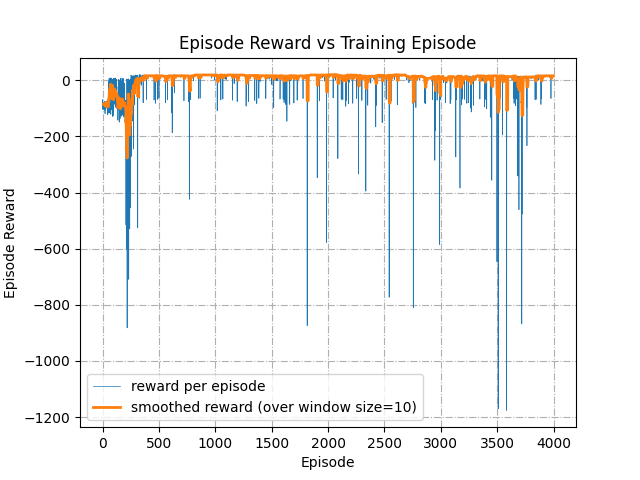 Episode Reward vs Training Episode
0
−200
−400
−600
−800
−1000
−1200
Episode Reward
reward per episode
smoothed reward (over window size=10)
0 500 1000 1500 2000 2500 3000 3500 4000
Episode